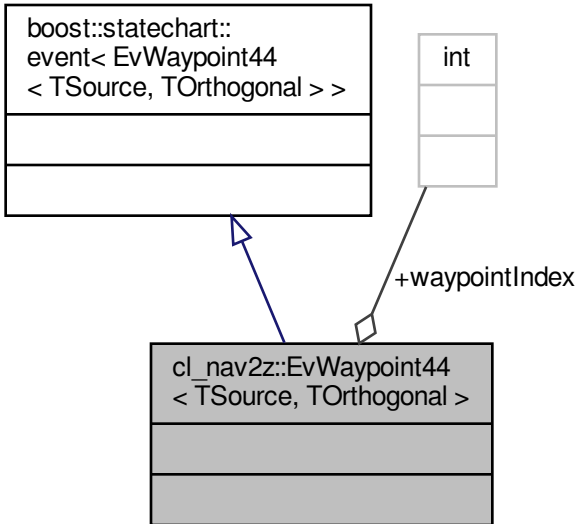 boost::statechart::
event< EvWaypoint44
< TSource, TOrthogonal > >
int
+waypointIndex
cl_nav2z::EvWaypoint44
< TSource, TOrthogonal >